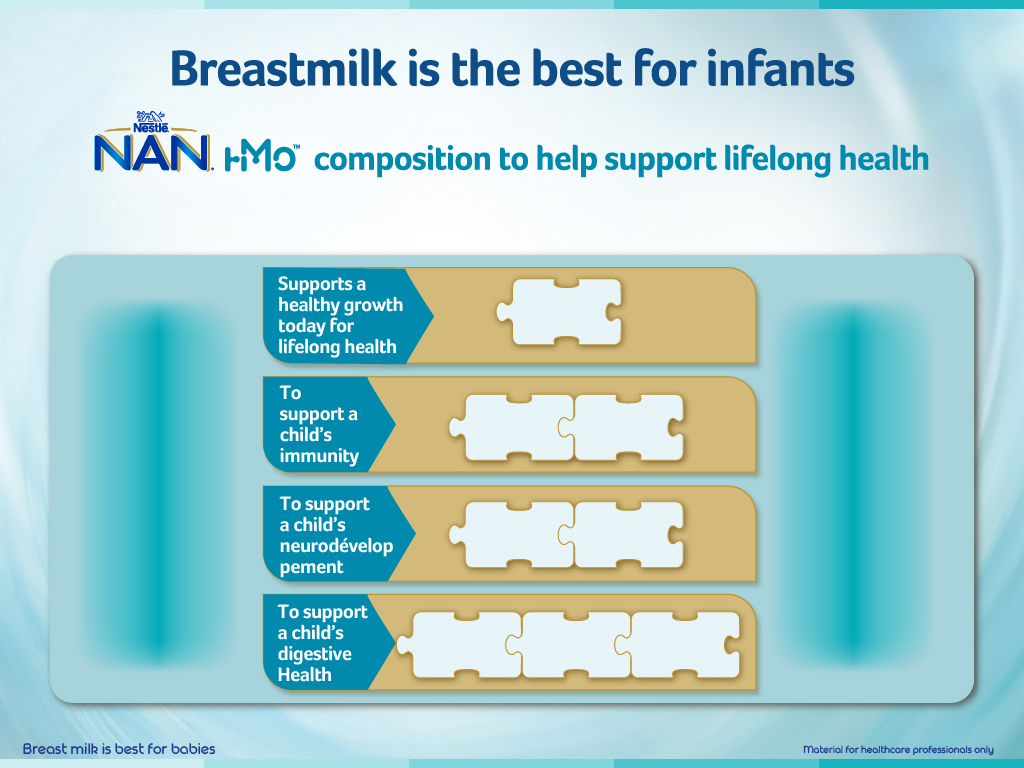 Breastmilk is the best for infants
Nestlé
NAN HMO™ composition to help support lifelong health
Supports a
healthy growth
today for
lifelong health
To
support a
child's
immunity
To support
a child's
neurodévelop
pement
To support
a child's
digestive
Health
Breast milk is best for babies
Material for healthcare professionals only